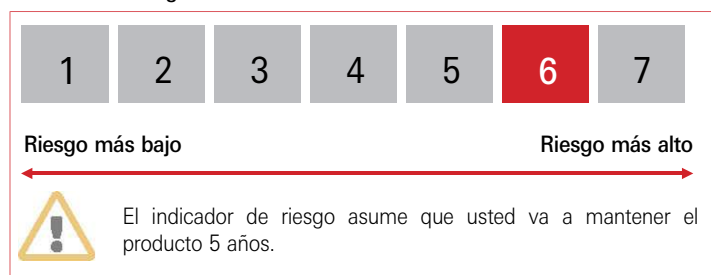 1 2 3 4 5 6 7
Riesgo más bajo Riesgo más alto
El indicador de riesgo asume que usted va a mantener el
producto 5 años.